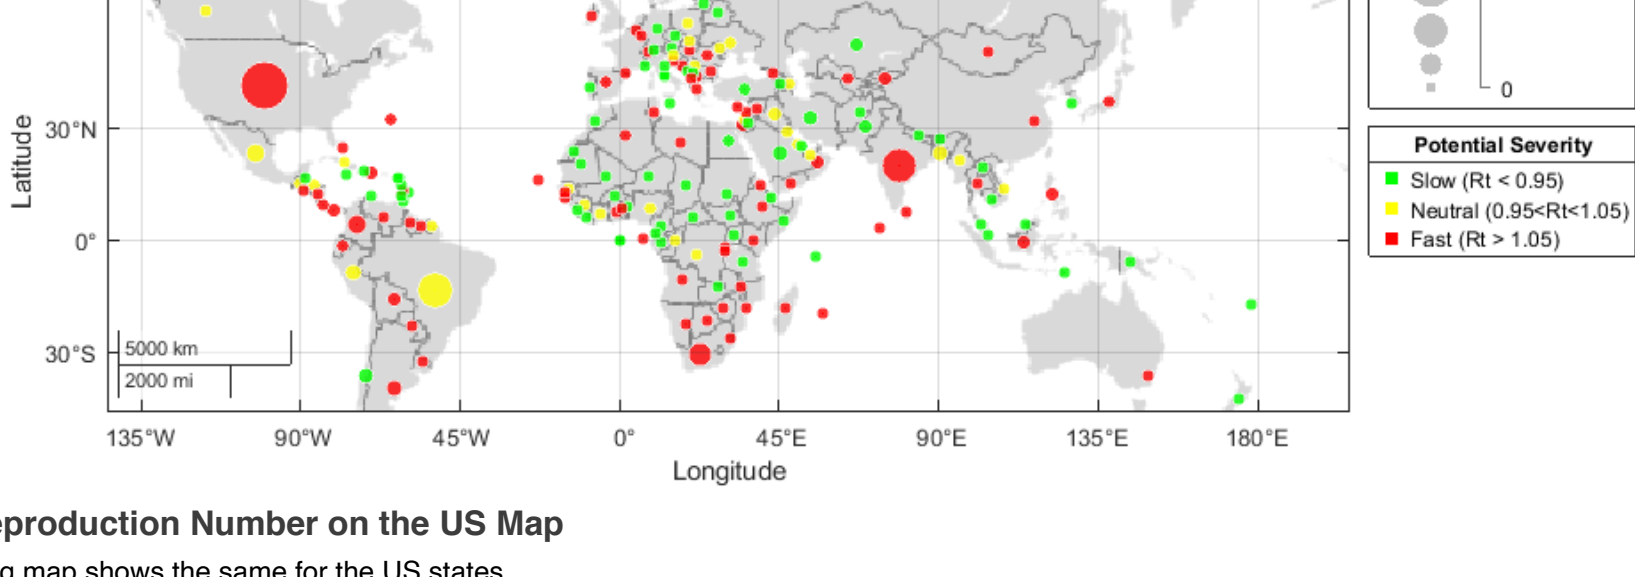 0
Latitude
30°N
0°
30°S
5000 km
2000 mi
135°W 90°W 45°W 0° 45°E 90°E 135°E 180°E
Longitude
Potential Severity
Slow (Rt < 0.95)
Neutral (0.95<Rt<1.05)
Fast (Rt > 1.05)
eproduction Number on the US Map
g map shows the same for the US states